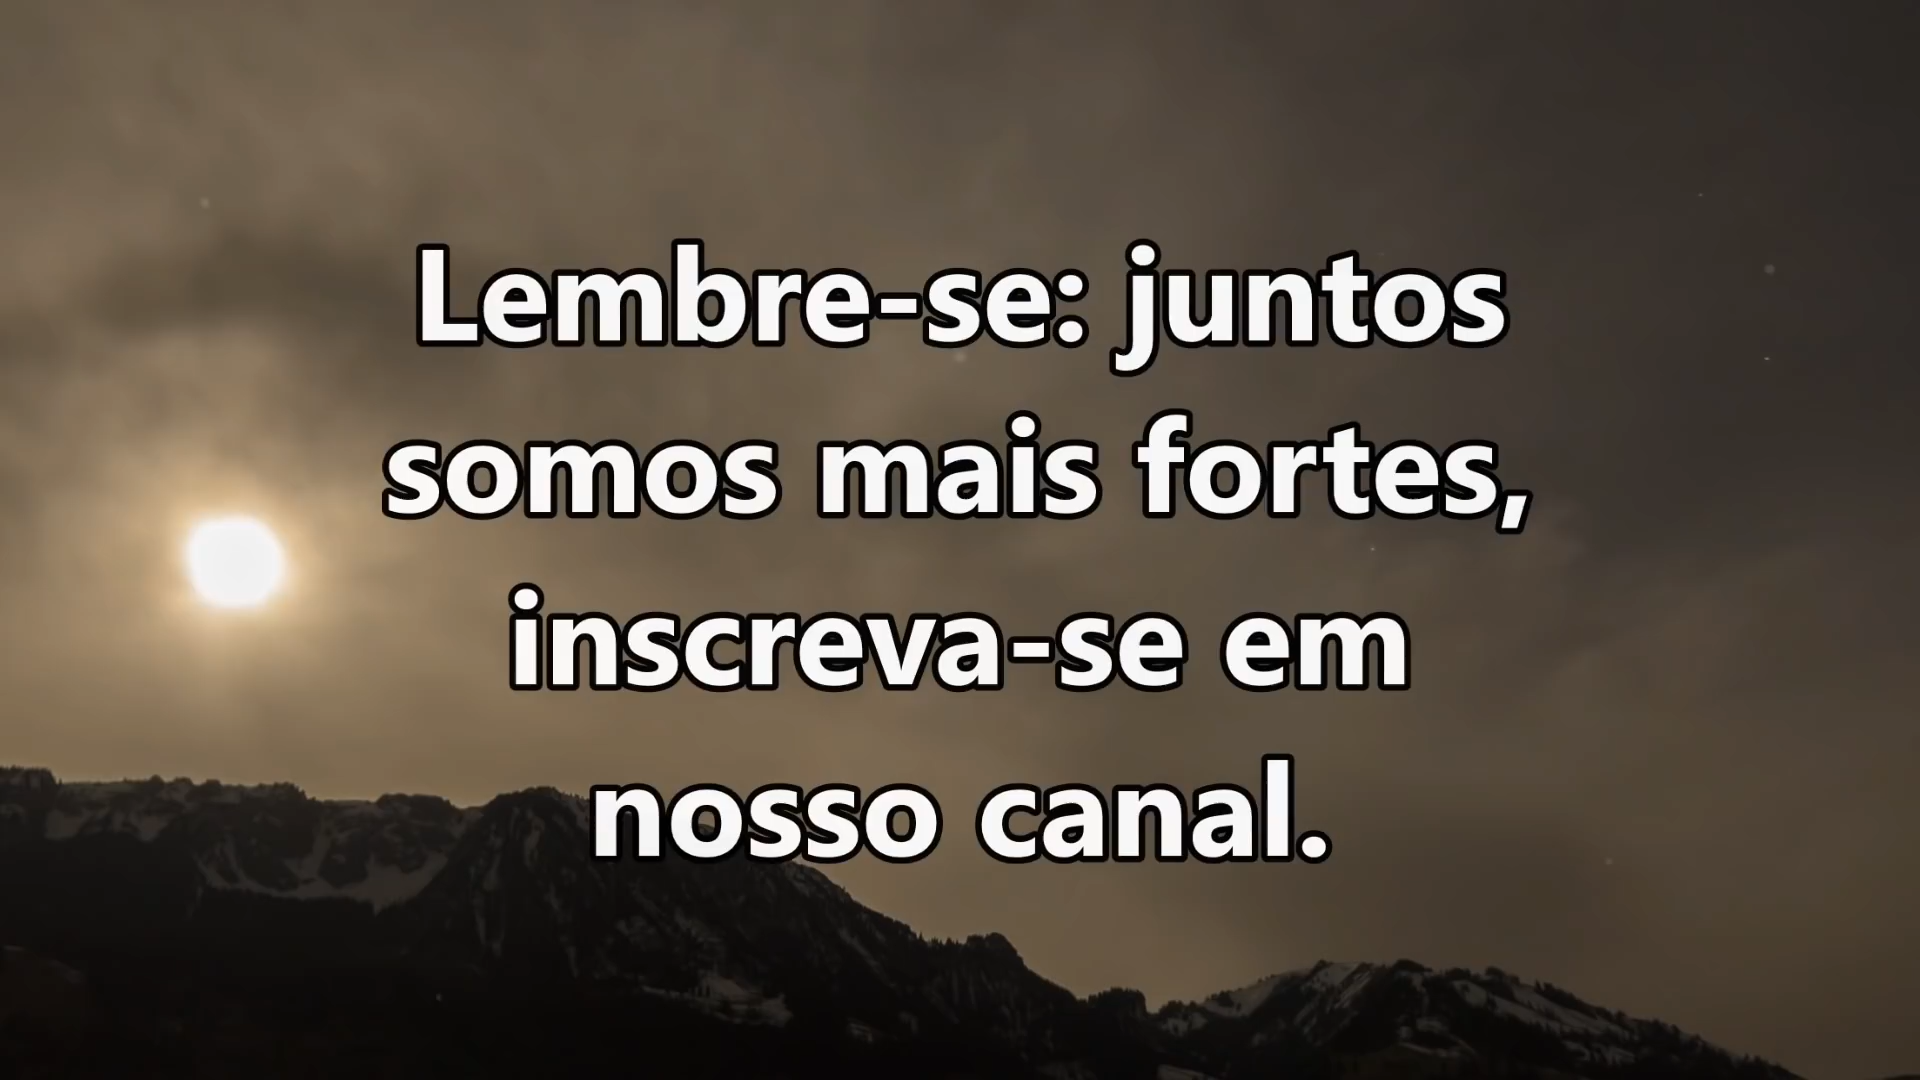 Lembre-se: juntos
somos mais fortes,
inscreva-se em
nosso canal.